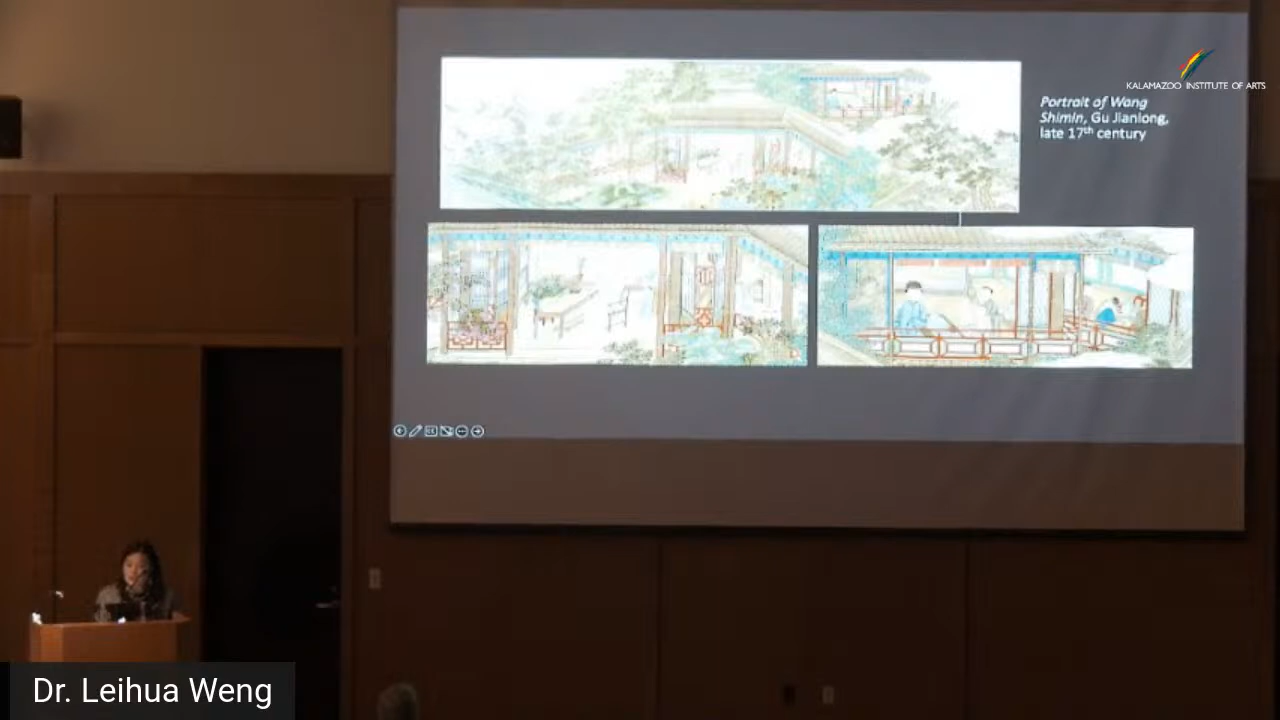 KALAMAZOO INSTITUTE OF ARTS
Portrait of Wang
Shimin, Gu Jianlong,
late 17th century
Dr. Leihua Weng